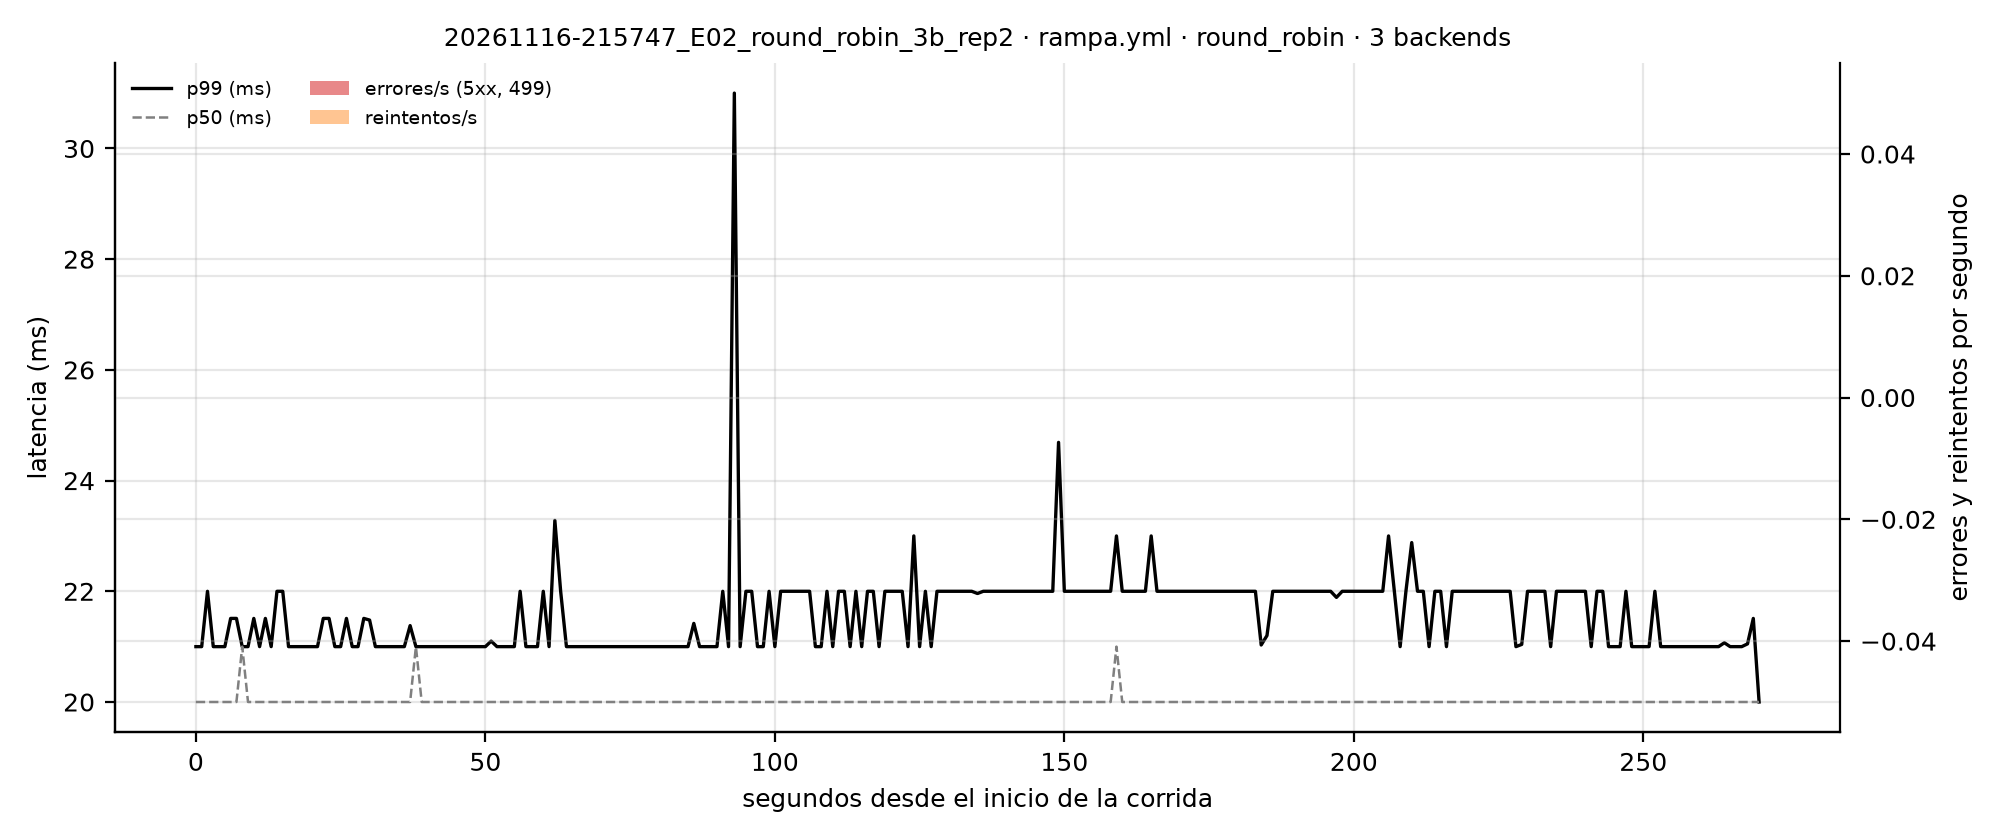 20261116-215747_E02_round_robin_3b_rep2 · rampa.yml · round_robin · 3 backends
p99 (ms)
p50 (ms)
errores/s (5xx, 499)
reintentos/s
latencia (ms)
30
28
26
24
22
20
0.04
0.02
0.00
−0.02
−0.04
errores y reintentos por segundo
0
50
100
150
200
250
segundos desde el inicio de la corrida